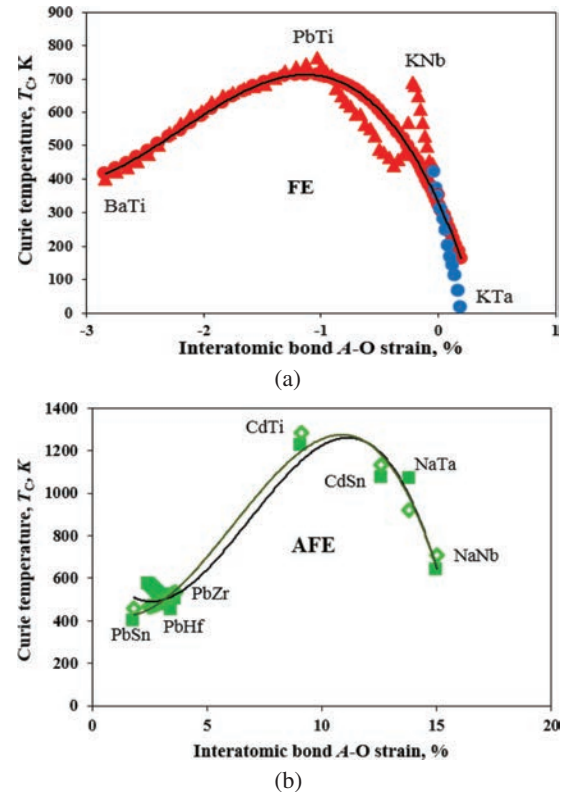 PbTi
KNb
BaTi
FE
KTa
Curie temperature, T_C, K
900
800
700
600
500
400
300
200
100
0
-3
-2
-1
0
1
Interatomic bond A-O strain, %
(a)
CdTi
CdSn
NaTa
NaNb
AFE
PbZr
PbSn
PbHf
Curie temperature, T_C, K
1400
1200
1000
800
600
400
200
0
0
5
10
15
20
Interatomic bond A-O strain, %
(b)